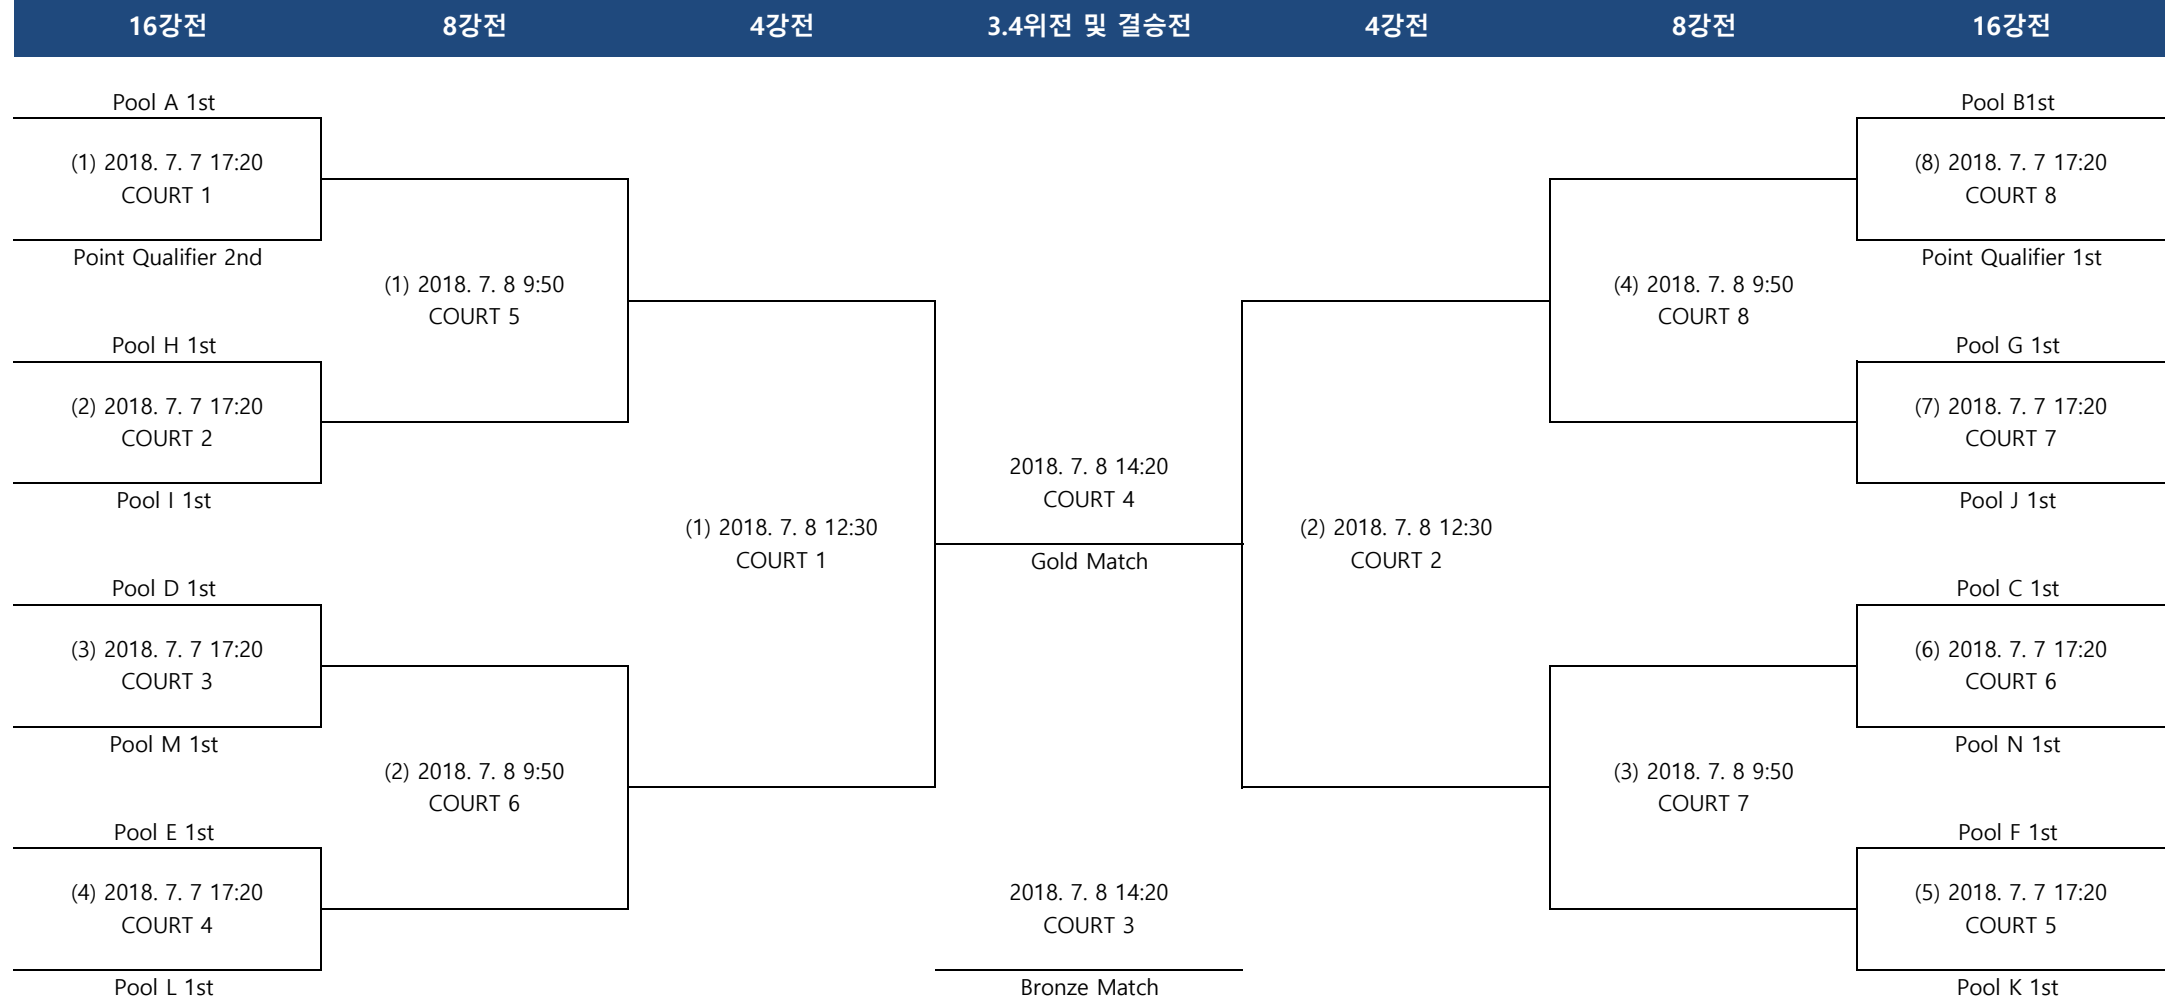 16강전 8강전 4강전 3.4위전 및 결승전 4강전 8강전 16강전
Pool A 1st
(1) 2018. 7. 7 17:20
COURT 1
Point Qualifier 2nd
Pool H 1st
(2) 2018. 7. 7 17:20
COURT 2
Pool I 1st
Pool D 1st
(3) 2018. 7. 7 17:20
COURT 3
Pool M 1st
Pool E 1st
(4) 2018. 7. 7 17:20
COURT 4
Pool L 1st
(1) 2018. 7. 8 9:50
COURT 5
(2) 2018. 7. 8 9:50
COURT 6
(1) 2018. 7. 8 12:30
COURT 1
2018. 7. 8 14:20
COURT 4
Gold Match
2018. 7. 8 14:20
COURT 3
Bronze Match
(2) 2018. 7. 8 12:30
COURT 2
(4) 2018. 7. 8 9:50
COURT 8
(3) 2018. 7. 8 9:50
COURT 7
Pool B1st
(8) 2018. 7. 7 17:20
COURT 8
Point Qualifier 1st
Pool G 1st
(7) 2018. 7. 7 17:20
COURT 7
Pool J 1st
Pool C 1st
(6) 2018. 7. 7 17:20
COURT 6
Pool N 1st
Pool F 1st
(5) 2018. 7. 7 17:20
COURT 5
Pool K 1st